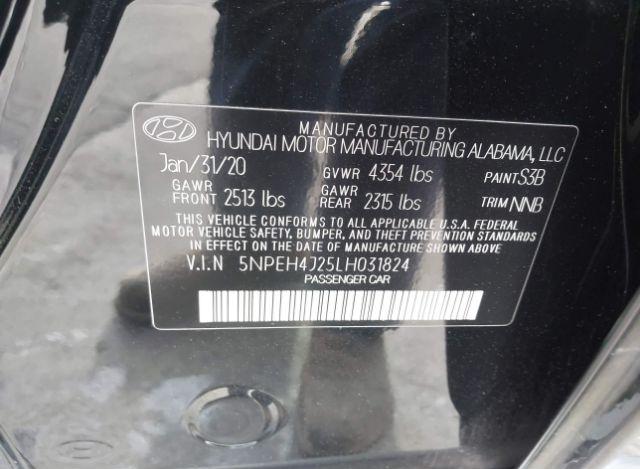 MANUFACTURED BY
HYUNDAI MOTOR MANUFACTURING ALABAMA, LLC
Jan/31/20 GVWR 4354 lbs PAINT S3B
GAWR FRONT 2513 lbs GAWR REAR 2315 lbs TRIM NNB
THIS VEHICLE CONFORMS TO ALL APPLICABLE U.S.A. FEDERAL
MOTOR VEHICLE SAFETY, BUMPER, AND THEFT PREVENTION STANDARDS
IN EFFECT ON THE DATE OF MANUFACTURE SHOWN ABOVE
V.I.N 5NPEH4J25LH031824
PASSENGER CAR